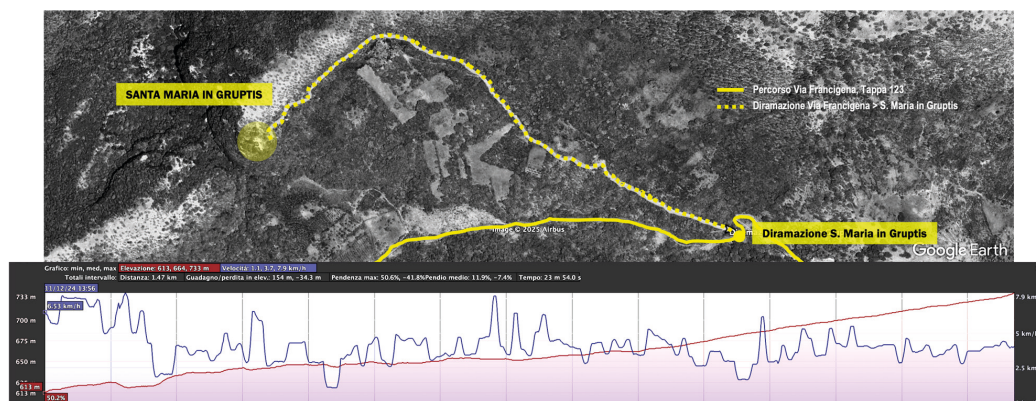 SANTA MARIA IN GRUPTIS
Percorso Via Francigena, Tappa 123
Diramazione Via Francigena > S. Maria in Gruptis
Diramazione S. Maria in Gruptis
Image © 2025 Airbus
Google Earth
Grafico: min, med, max Elevazione: 613, 664, 733 m Velocità: 1.1, 1.7, 7.9 km/h
Totali intervallo: Distanza: 1.47 km Guadagno/perdita in elev.: 154 m, -34.3 m Pendenza max: 50.6%, -41.8% Pendio medio: 11.9%, -7.4% Tempo: 23 m 54.0 s
11/12/24 13:56
733 m
7.9 km/h
6.53 km/h
700 m
5 km/h
675 m
650 m
2.5 km/h
613 m
613 m
50.2%